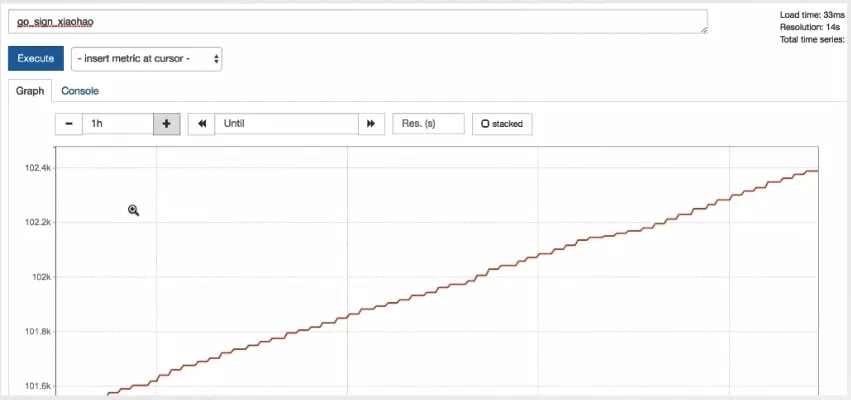 go_sign_xiaohao
Load time: 33ms
Resolution: 14s
Total time series:
Execute
- insert metric at cursor -
Graph
Console
1h
Until
Res. (s)
stacked
102.4k
102.2k
102k
101.8k
101.6k